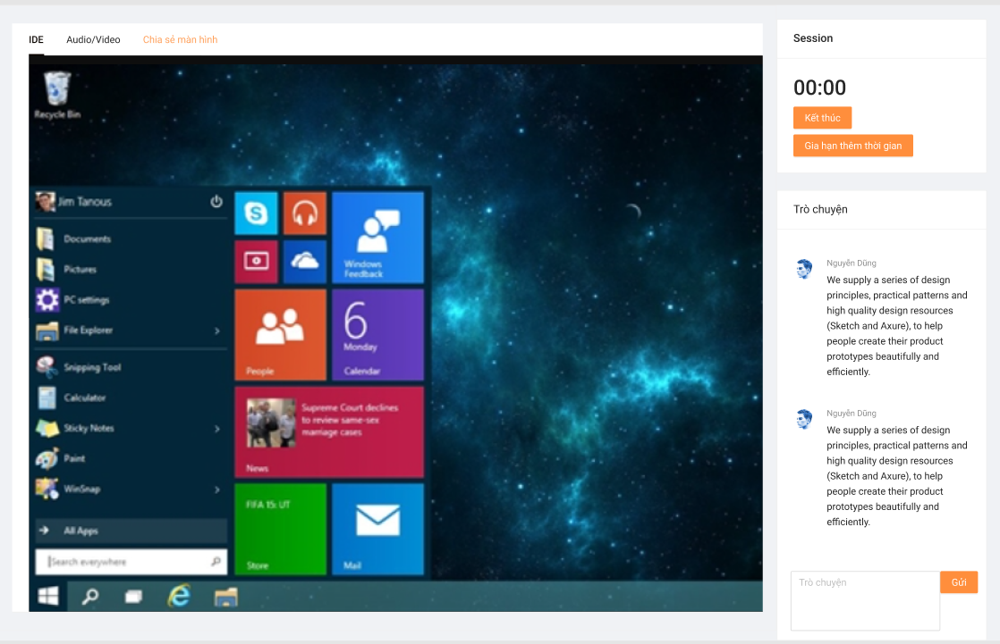 IDE
Audio/Video
Chia sẻ màn hình
Recycle Bin
Jim Tanous
Documents
Pictures
PC settings
File Explorer
Snipping Tool
Calculator
Sticky Notes
Paint
WinSnap
All Apps
Search everywhere
Windows
Feedback
People
6
Monday
Calendar
Supreme Court declines
to review same-sex
marriage cases
News
FIFA 15: UT
Store
Mail
Session
00:00
Kết thúc
Gia hạn thêm thời gian
Trò chuyện
Nguyễn Dũng
We supply a series of design
principles, practical patterns and
high quality design resources
(Sketch and Axure), to help
people create their product
prototypes beautifully and
efficiently.
Nguyễn Dũng
We supply a series of design
principles, practical patterns and
high quality design resources
(Sketch and Axure), to help
people create their product
prototypes beautifully and
efficiently.
Trò chuyện
Gửi